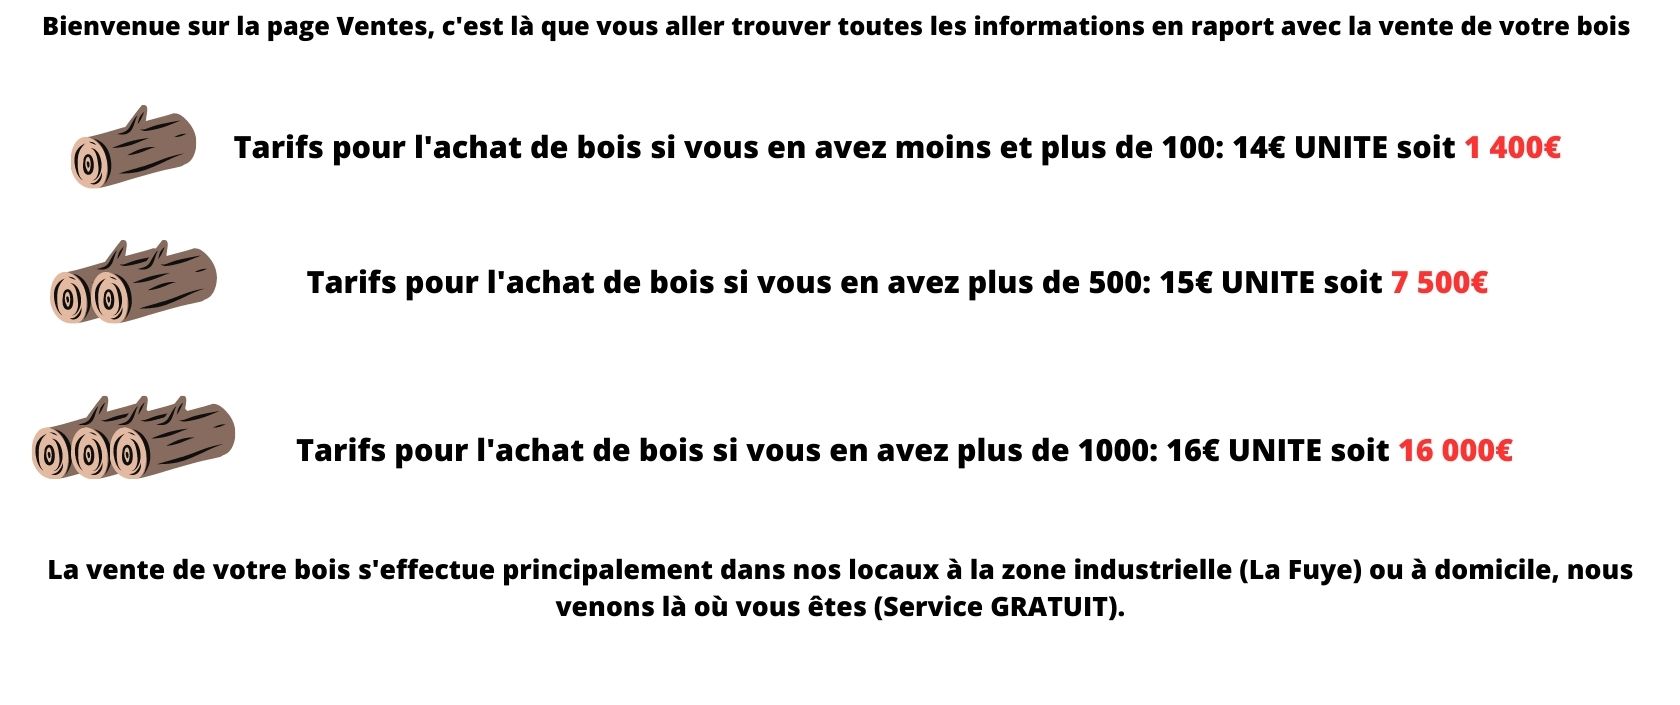 Bienvenue sur la page Ventes, c'est là que vous aller trouver toutes les informations en raport avec la vente de votre bois
Tarifs pour l'achat de bois si vous en avez moins et plus de 100: 14€ UNITE soit 1 400€
Tarifs pour l'achat de bois si vous en avez plus de 500: 15€ UNITE soit 7 500€
Tarifs pour l'achat de bois si vous en avez plus de 1000: 16€ UNITE soit 16 000€
La vente de votre bois s'effectue principalement dans nos locaux à la zone industrielle (La Fuye) ou à domicile, nous
venons là où vous êtes (Service GRATUIT).